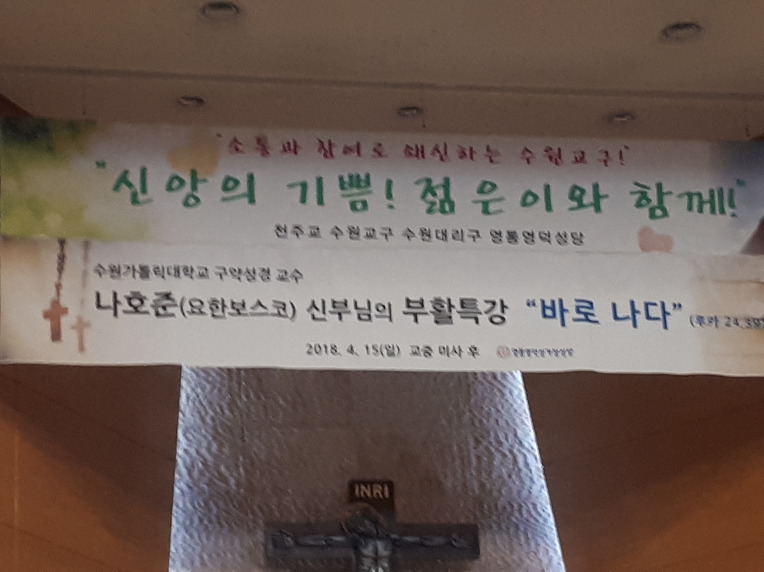 "소통과 참여로 쇄신하는 수원교구!"
"신앙의 기쁨! 젊은이와 함께!"
천주교 수원교구 수원대리구 영통영덕성당
수원가톨릭대학교 구약성경 교수
나호준(요한보스코) 신부님의 부활특강 "바로 나다" (루카 24,39)
2018. 4. 15(일) 교중 미사 후
INRI